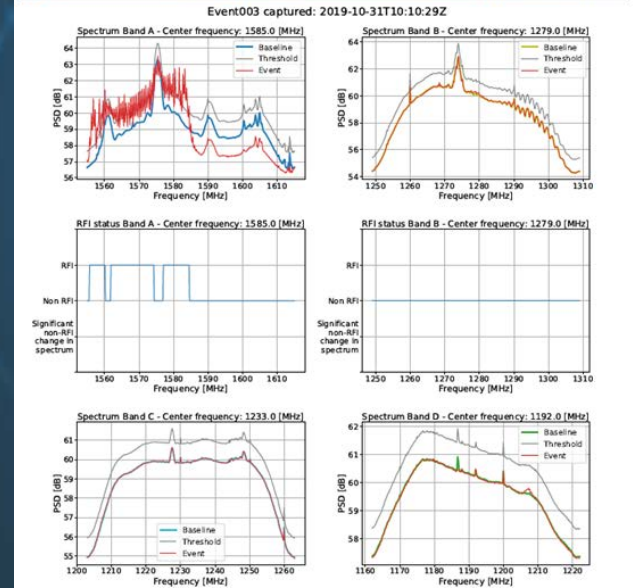 Event003 captured: 2019-10-31T10:10:29Z
Spectrum Band A - Center frequency: 1585.0 [MHz]
64
63
62
61
60
59
58
57
56
PSD [dB]
Baseline
Threshold
Event
1560 1570 1580 1590 1600 1610
Frequency [MHz]
Spectrum Band B - Center frequency: 1279.0 [MHz]
64
62
60
58
56
54
PSD [dB]
Baseline
Threshold
Event
1250 1260 1270 1280 1290 1300 1310
Frequency [MHz]
RFI status Band A - Center frequency: 1585.0 [MHz]
RFI
Non RFI
Significant
non-RFI
change in
spectrum
1560 1570 1580 1590 1600 1610
Frequency [MHz]
RFI status Band B - Center frequency: 1279.0 [MHz]
RFI
Non RFI
Significant
non-RFI
change in
spectrum
1250 1260 1270 1280 1290 1300 1310
Frequency [MHz]
Spectrum Band C - Center frequency: 1233.0 [MHz]
61
60
59
58
57
56
55
PSD [dB]
Baseline
Threshold
Event
1200 1210 1220 1230 1240 1250 1260
Frequency [MHz]
Spectrum Band D - Center frequency: 1192.0 [MHz]
62
61
60
59
58
PSD [dB]
Baseline
Threshold
Event
1160 1170 1180 1190 1200 1210 1220
Frequency [MHz]